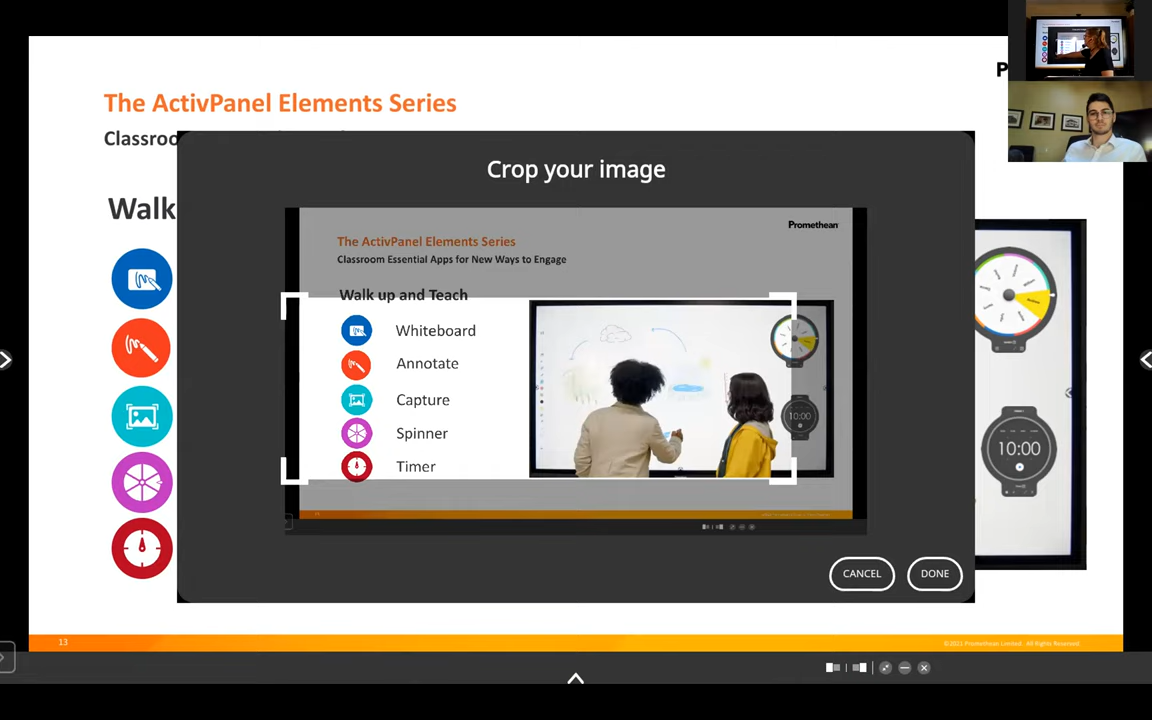 The ActivPanel Elements Series
P
Classroo
Walk
Crop your image
Promethean
The ActivPanel Elements Series
Classroom Essential Apps for New Ways to Engage
Walk up and Teach
Whiteboard
Annotate
Capture
Spinner
Timer
10:00
10:00
CANCEL
DONE
13
©2021 Promethean Limited. All Rights Reserved.